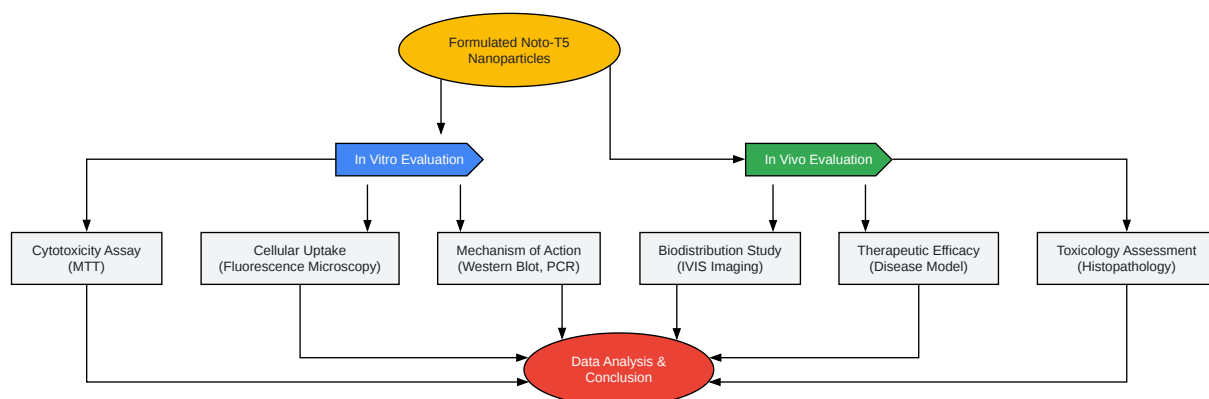 Formulated Noto-T5
Nanoparticles
In Vitro Evaluation
In Vivo Evaluation
Cytotoxicity Assay
(MTT)
Cellular Uptake
(Fluorescence Microscopy)
Mechanism of Action
(Western Blot, PCR)
Biodistribution Study
(IVIS Imaging)
Therapeutic Efficacy
(Disease Model)
Toxicology Assessment
(Histopathology)
Data Analysis &
Conclusion